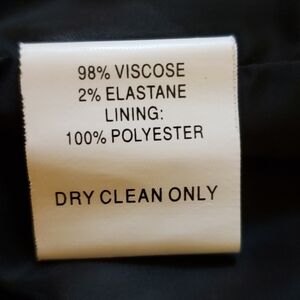 98% VISCOSE
2% ELASTANE
LINING:
100% POLYESTER
DRY CLEAN ONLY